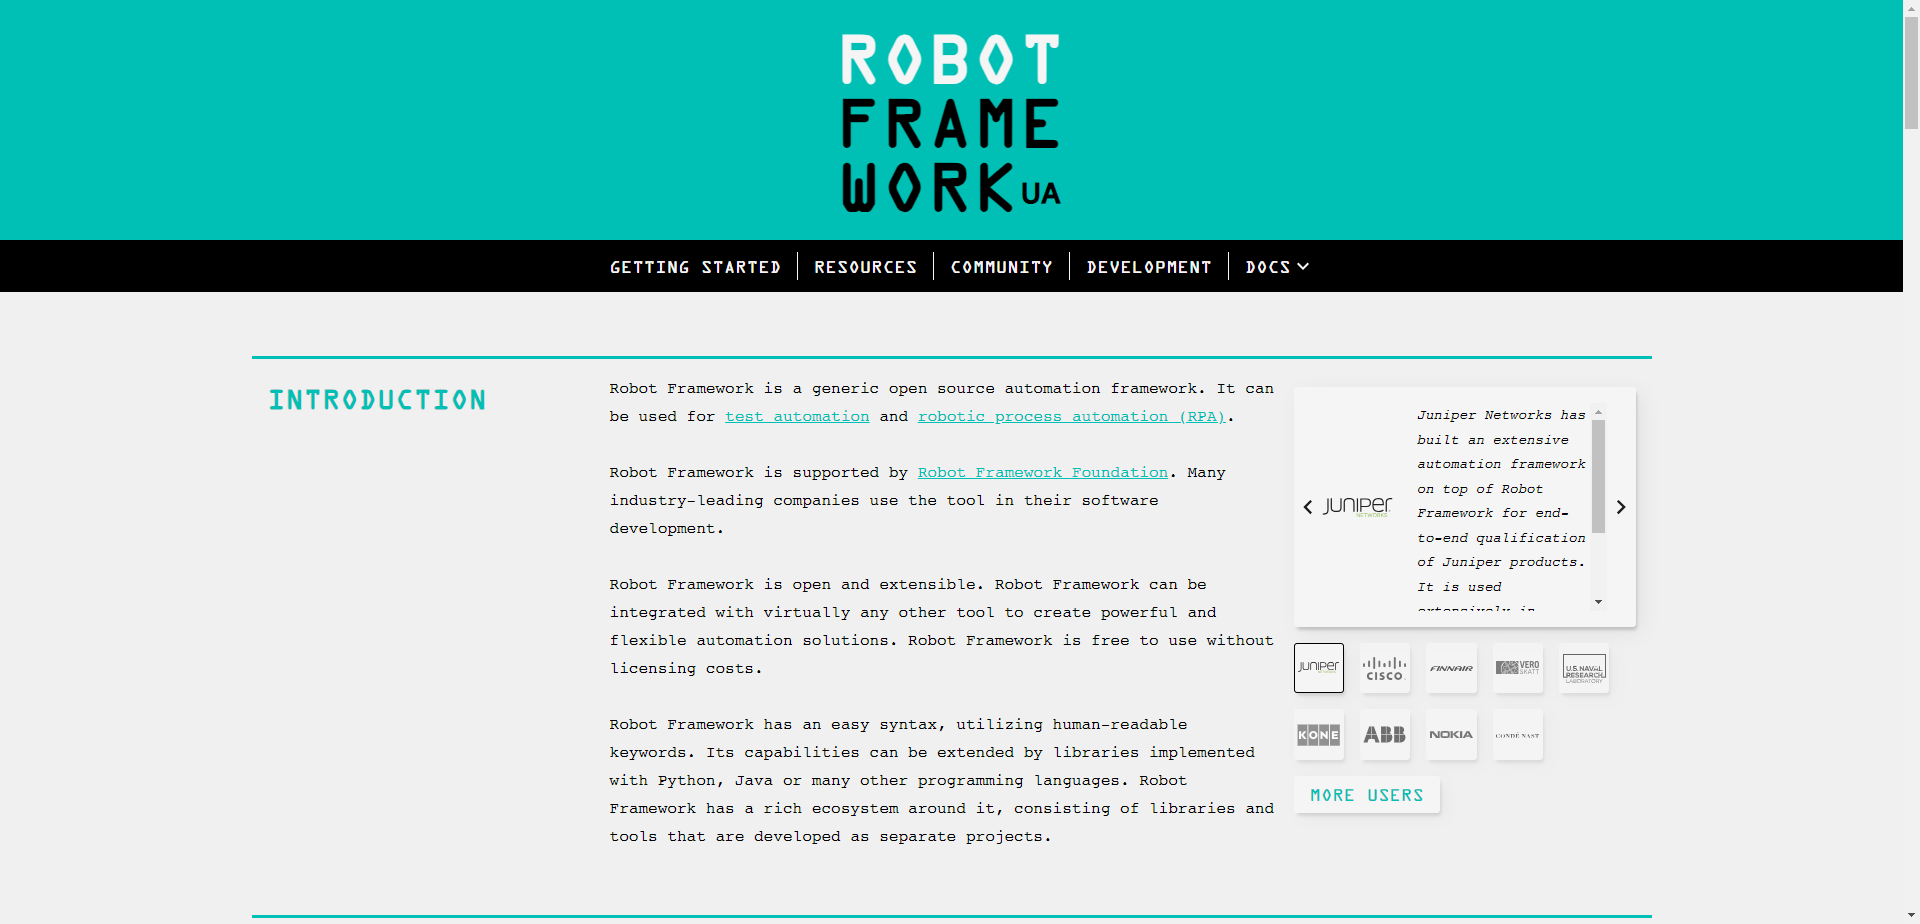 ROBOT
FRAME
WORK UA
GETTING STARTED
RESOURCES
COMMUNITY
DEVELOPMENT
DOCS
INTRODUCTION
Robot Framework is a generic open source automation framework. It can
be used for test automation and robotic process automation (RPA).
Robot Framework is supported by Robot Framework Foundation. Many
industry-leading companies use the tool in their software
development.
Robot Framework is open and extensible. Robot Framework can be
integrated with virtually any other tool to create powerful and
flexible automation solutions. Robot Framework is free to use without
licensing costs.
Robot Framework has an easy syntax, utilizing human-readable
keywords. Its capabilities can be extended by libraries implemented
with Python, Java or many other programming languages. Robot
Framework has a rich ecosystem around it, consisting of libraries and
tools that are developed as separate projects.
JUNIPER
NETWORKS
Juniper Networks has
built an extensive
automation framework
on top of Robot
Framework for end-
to-end qualification
of Juniper products.
It is used
extensively in
JUNIPER
NETWORKS
CISCO
FINNAIR
VERO
SKATT
U.S. NAVAL
RESEARCH
LABORATORY
KONE
ABB
NOKIA
CONDÉ NAST
MORE USERS